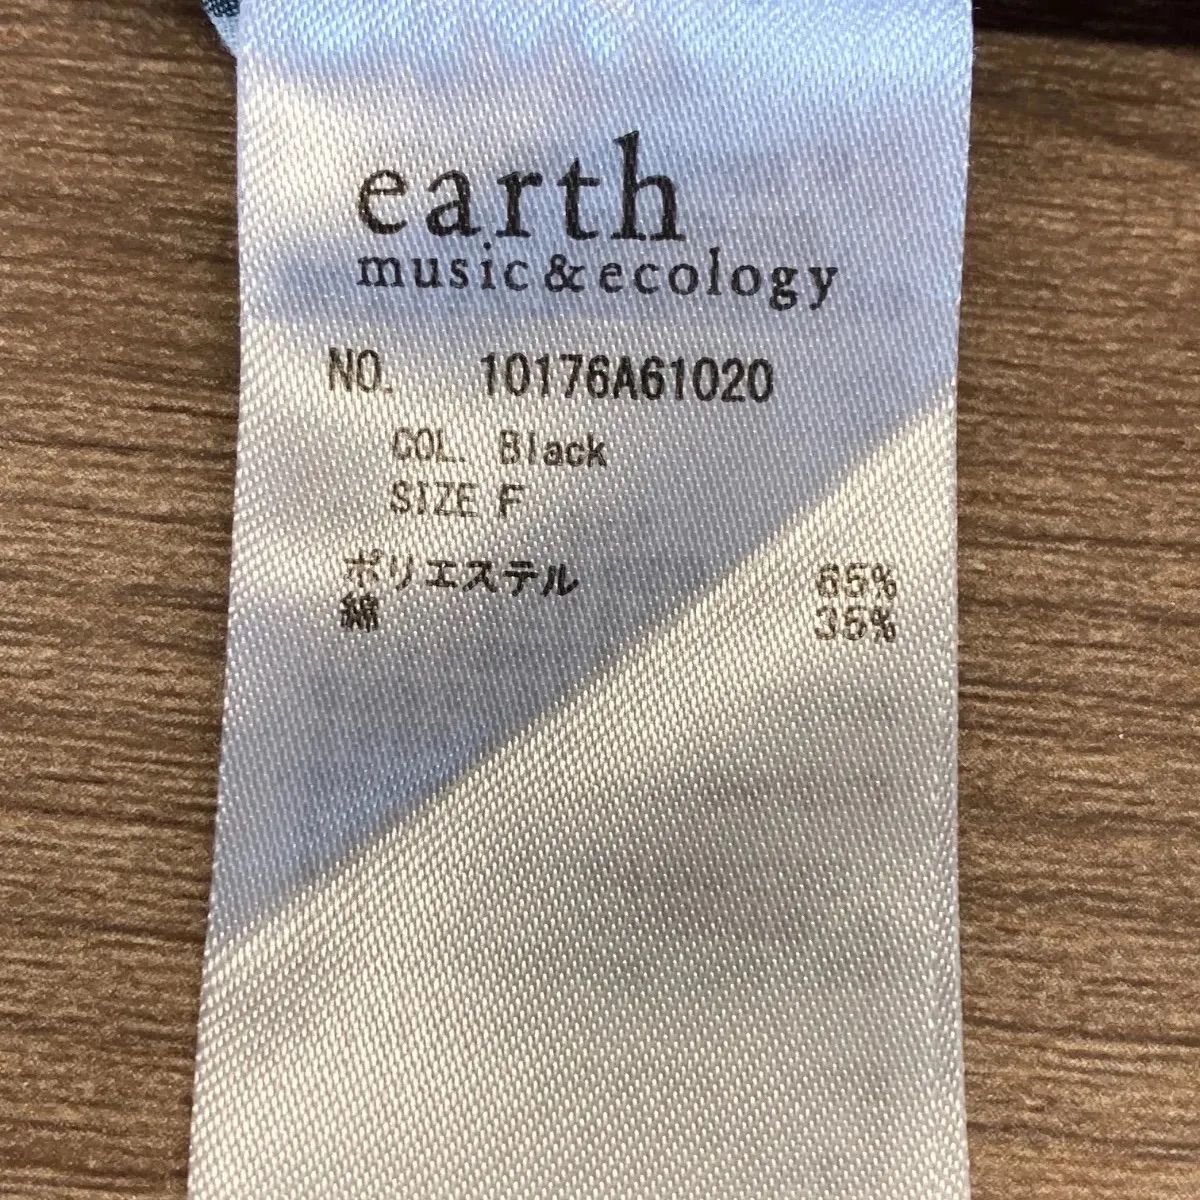 earth
music&ecology
NO. 10176A61020
COL. Black
SIZE F
ポリエステル 65%
綿 35%